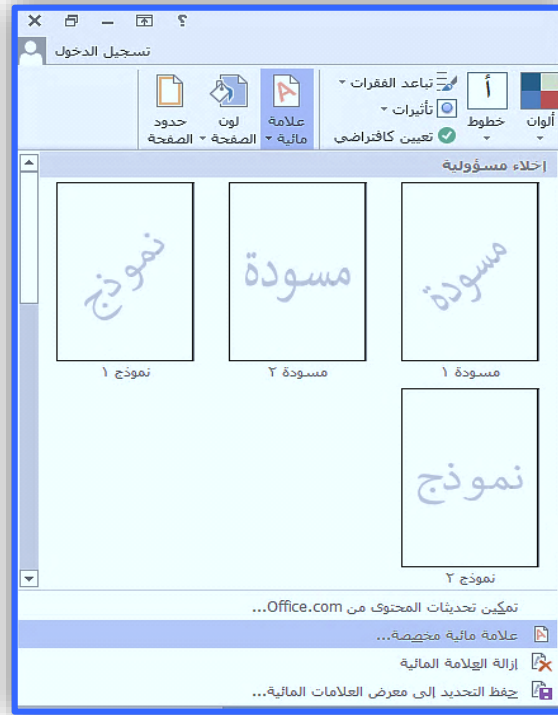 ؟
تسجيل الدخول
ألوان
أ
خطوط
تباعد الفقرات
تأثيرات
تعيين كافتراضي
علامة
مائية
لون
الصفحة
حدود
الصفحة
إخلاء مسؤولية
مسودة
مسودة
نموذج
مسودة ١
مسودة ٢
نموذج ١
نموذج
نموذج ٢
تمكين تحديثات المحتوى من Office.com...
علامة مائية مخصصة...
إزالة العلامة المائية
حفظ التحديد إلى معرض العلامات المائية...